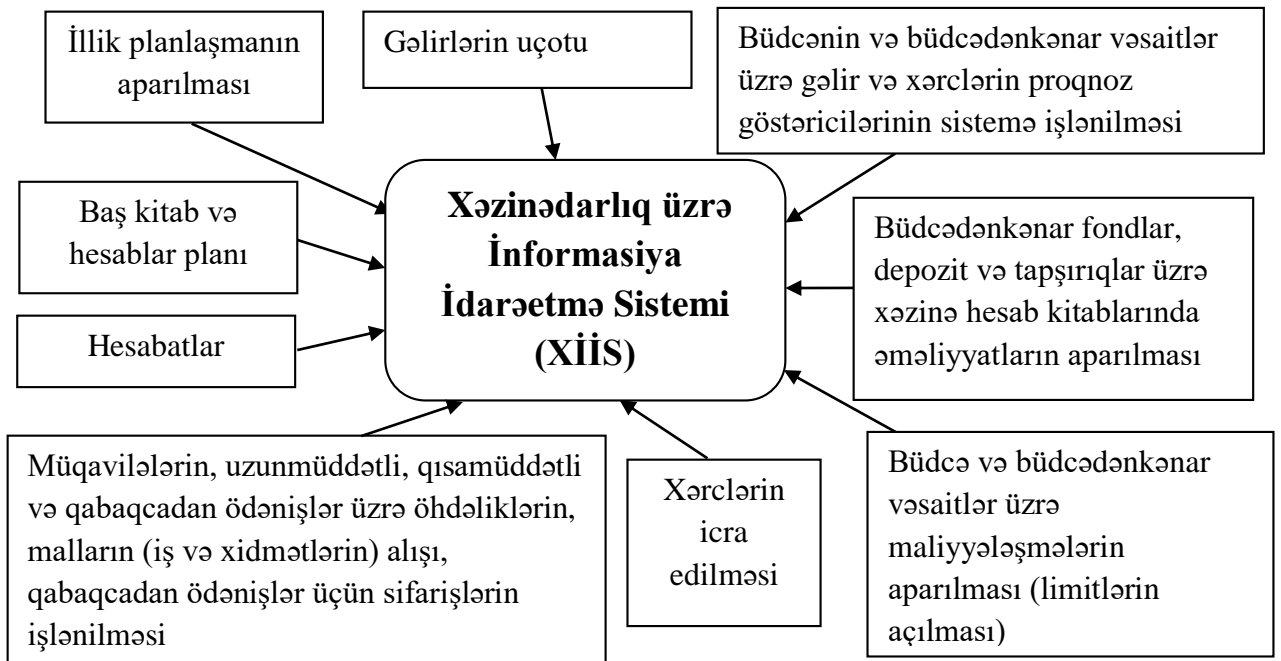 İllik planlaşmanın
aparılması
Gəlirlərin uçotu
Büdcənin və büdcədənkənar vəsaitlər
üzrə gəlir və xərclərin proqnoz
göstəricilərinin sistemə işlənilməsi
Baş kitab və
hesablar planı
Xəzinədarlıq üzrə
İnformasiya
İdarəetmə Sistemi
(XİİS)
Büdcədənkənar fondlar,
depozit və tapşırıqlar üzrə
xəzinə hesab kitablarında
əməliyyatların aparılması
Hesabatlar
Müqavilələrin, uzunmüddətli, qısamüddətli
və qabaqcadan ödənişlər üzrə öhdəliklərin,
malların (iş və xidmətlərin) alışı,
qabaqcadan ödənişlər üçün sifarişlərin
işlənilməsi
Xərclərin
icra
edilməsi
Büdcə və büdcədənkənar
vəsaitlər üzrə
maliyyələşmələrin
aparılması (limitlərin
açılması)